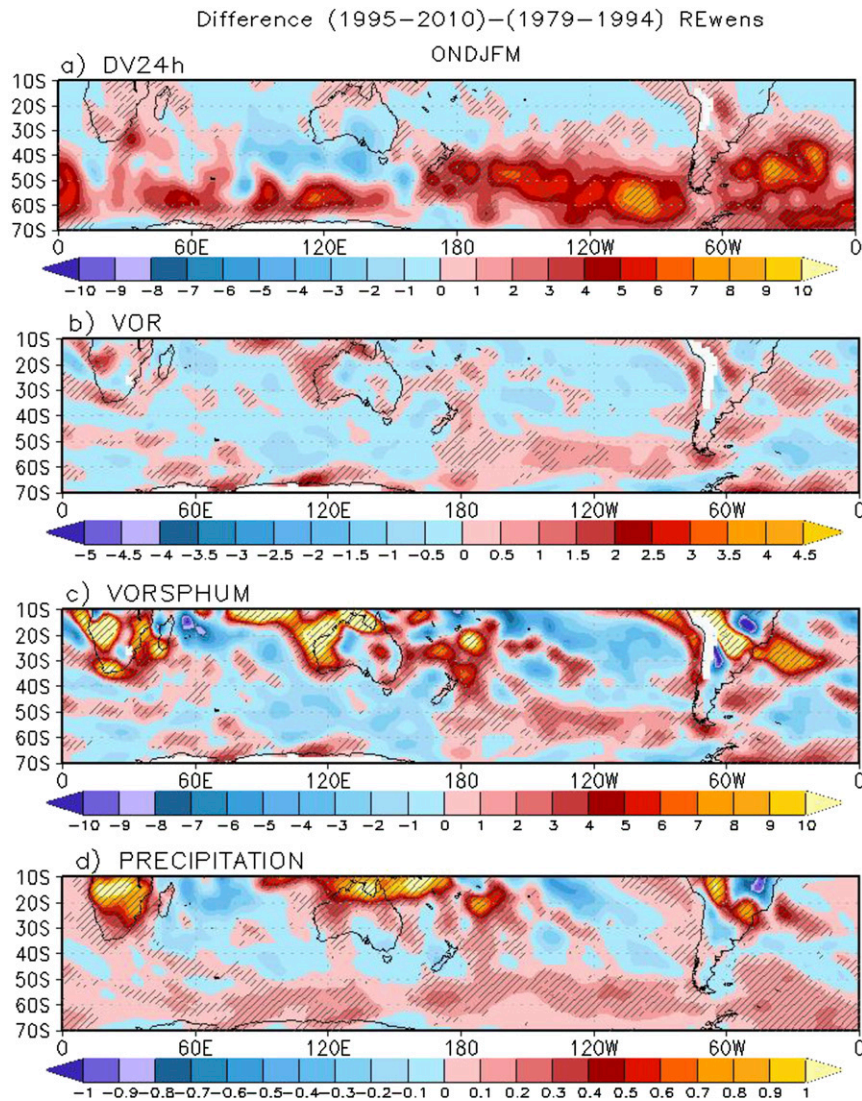 Difference (1995−2010)−(1979−1994) REwens
ONDJFM
a) DV24h
10S
20S
30S
40S
50S
60S
70S
0 60E 120E 180 120W 60W 0
−10 −9 −8 −7 −6 −5 −4 −3 −2 −1 0 1 2 3 4 5 6 7 8 9 10
b) VOR
10S
20S
30S
40S
50S
60S
70S
0 60E 120E 180 120W 60W 0
−5 −4.5 −4 −3.5 −3 −2.5 −2 −1.5 −1 −0.5 0 0.5 1 1.5 2 2.5 3 3.5 4 4.5
c) VORSPHUM
10S
20S
30S
40S
50S
60S
70S
0 60E 120E 180 120W 60W 0
−10 −9 −8 −7 −6 −5 −4 −3 −2 −1 0 1 2 3 4 5 6 7 8 9 10
d) PRECIPITATION
10S
20S
30S
40S
50S
60S
70S
0 60E 120E 180 120W 60W 0
−1 −0.9 −0.8 −0.7 −0.6 −0.5 −0.4 −0.3 −0.2 −0.1 0 0.1 0.2 0.3 0.4 0.5 0.6 0.7 0.8 0.9 1